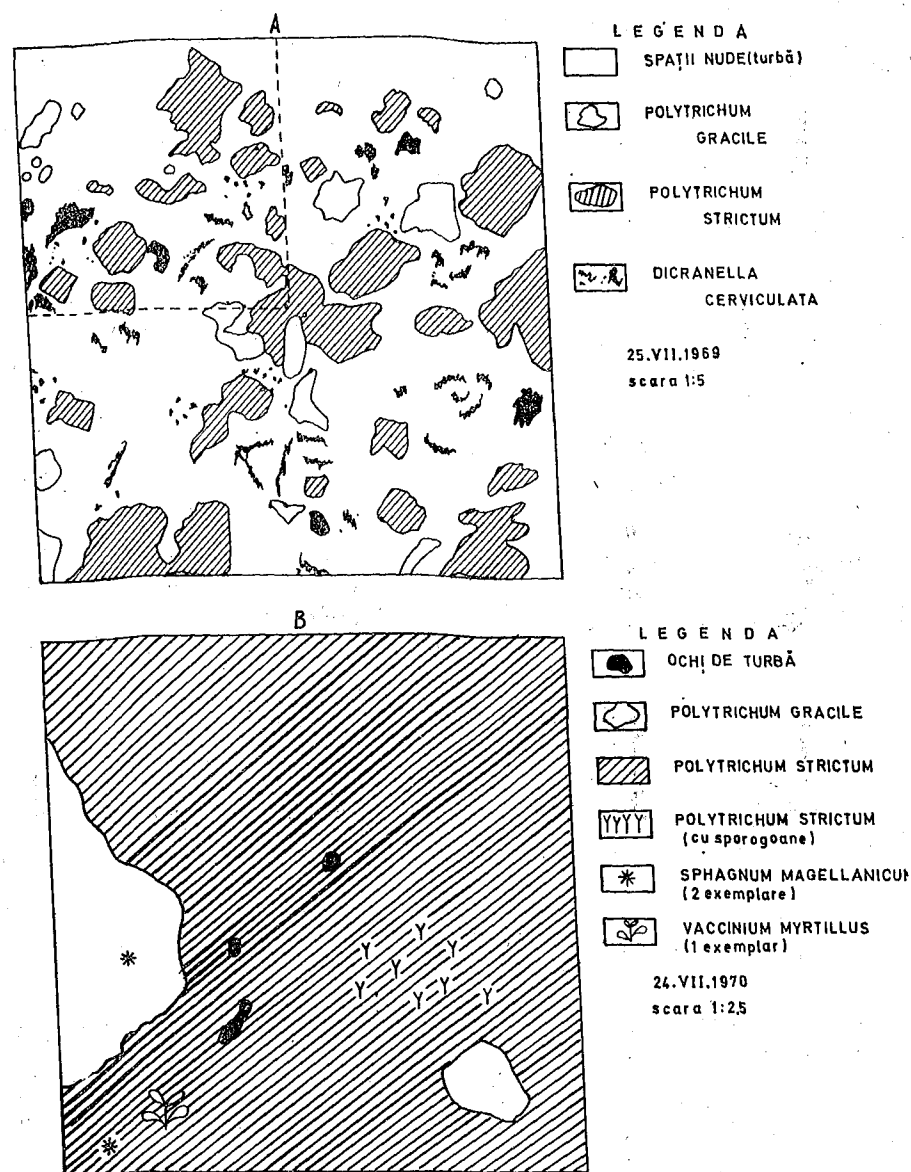 A
L E G E N D A
SPAȚII NUDE (turbă)
POLYTRICHUM
GRACILE
POLYTRICHUM
STRICTUM
DICRANELLA
CERVICULATA
25.VII.1969
scara 1:5
B
L E G E N D A
OCHI DE TURBĂ
POLYTRICHUM GRACILE
POLYTRICHUM STRICTUM
POLYTRICHUM STRICTUM
(cu sporogoane)
SPHAGNUM MAGELLANICUM
(2 exemplare)
VACCINIUM MYRTILLUS
(1 exemplar)
24.VII.1970
scara 1:2,5